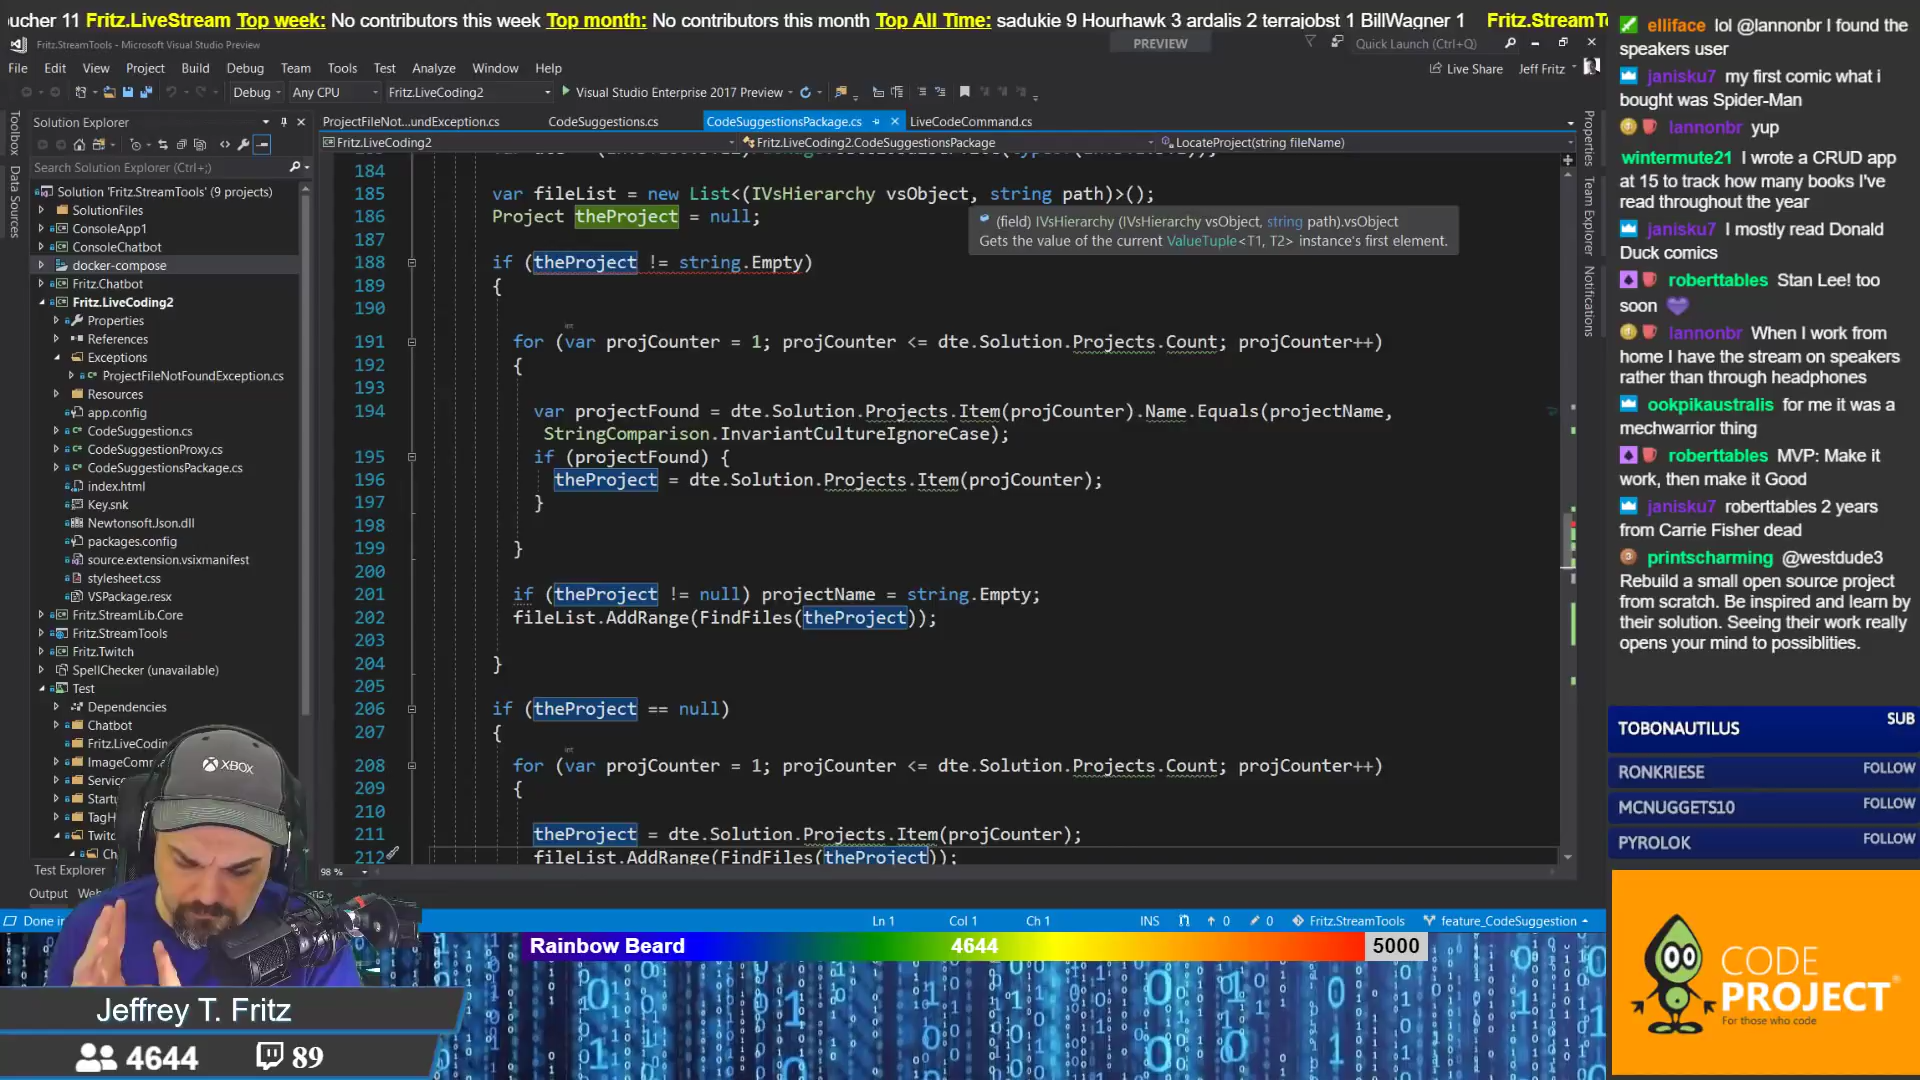 oucher 11 Fritz.LiveStream Top week: No contributors this week Top month: No contributors this month Top All Time: sadukie 9 Hourhawk 3 ardalis 2 terrajobst 1 BillWagner 1 Fritz.StreamTo
Fritz.StreamTools - Microsoft Visual Studio Preview
PREVIEW
Quick Launch (Ctrl+Q)
File Edit View Project Build Debug Team Tools Test Analyze Window Help
Live Share
Jeff Fritz
Debug
Any CPU
Fritz.LiveCoding2
Visual Studio Enterprise 2017 Preview
Toolbox
Data Sources
Solution Explorer
Search Solution Explorer (Ctrl+;)
Solution 'Fritz.StreamTools' (9 projects)
SolutionFiles
ConsoleApp1
ConsoleChatbot
docker-compose
Fritz.Chatbot
Fritz.LiveCoding2
Properties
References
Exceptions
ProjectFileNotFoundException.cs
Resources
app.config
CodeSuggestion.cs
CodeSuggestionProxy.cs
CodeSuggestionsPackage.cs
index.html
Key.snk
Newtonsoft.Json.dll
packages.config
source.extension.vsixmanifest
stylesheet.css
VSPackage.resx
Fritz.StreamLib.Core
Fritz.StreamTools
Fritz.Twitch
SpellChecker (unavailable)
Test
Dependencies
Chatbot
Fritz.LiveCodin
ImageComm
Service
Startu
TagH
Twitc
Ch
Test Explorer
Output
ProjectFileNot...undException.cs
CodeSuggestions.cs
CodeSuggestionsPackage.cs
LiveCodeCommand.cs
Fritz.LiveCoding2
Fritz.LiveCoding2.CodeSuggestionsPackage
LocateProject(string fileName)
184
185 var fileList = new List<(IVsHierarchy vsObject, string path)>();
186 Project theProject = null;
(field) IVsHierarchy (IVsHierarchy vsObject, string path).vsObject
Gets the value of the current ValueTuple<T1, T2> instance's first element.
187
188 if (theProject != string.Empty)
189 {
190
191 for (var projCounter = 1; projCounter <= dte.Solution.Projects.Count; projCounter++)
192 {
193
194 var projectFound = dte.Solution.Projects.Item(projCounter).Name.Equals(projectName,
StringComparison.InvariantCultureIgnoreCase);
195 if (projectFound) {
196 theProject = dte.Solution.Projects.Item(projCounter);
197 }
198
199 }
200
201 if (theProject != null) projectName = string.Empty;
202 fileList.AddRange(FindFiles(theProject));
203
204 }
205
206 if (theProject == null)
207 {
208 for (var projCounter = 1; projCounter <= dte.Solution.Projects.Count; projCounter++)
209 {
210
211 theProject = dte.Solution.Projects.Item(projCounter);
212 fileList.AddRange(FindFiles(theProject));
98 %
Properties
Team Explorer
Notifications
Done in
Ln 1
Col 1
Ch 1
INS
0
0
Fritz.StreamTools
feature_CodeSuggestion
Rainbow Beard
4644
5000
XBOX
Jeffrey T. Fritz
4644
89
elliface lol @lannonbr I found the
speakers user
janisku7 my first comic what i
bought was Spider-Man
lannonbr yup
wintermute21 I wrote a CRUD app
at 15 to track how many books I've
read throughout the year
janisku7 I mostly read Donald
Duck comics
roberttables Stan Lee! too
soon
lannonbr When I work from
home I have the stream on speakers
rather than through headphones
ookpikaustralis for me it was a
mechwarrior thing
roberttables MVP: Make it
work, then make it Good
janisku7 roberttables 2 years
from Carrie Fisher dead
printscharming @westdude3
Rebuild a small open source project
from scratch. Be inspired and learn by
their solution. Seeing their work really
opens your mind to possiblities.
TOBONAUTILUS SUB
RONKRIESE FOLLOW
MCNUGGETS10 FOLLOW
PYROLOK FOLLOW
CODE
PROJECT®
For those who code